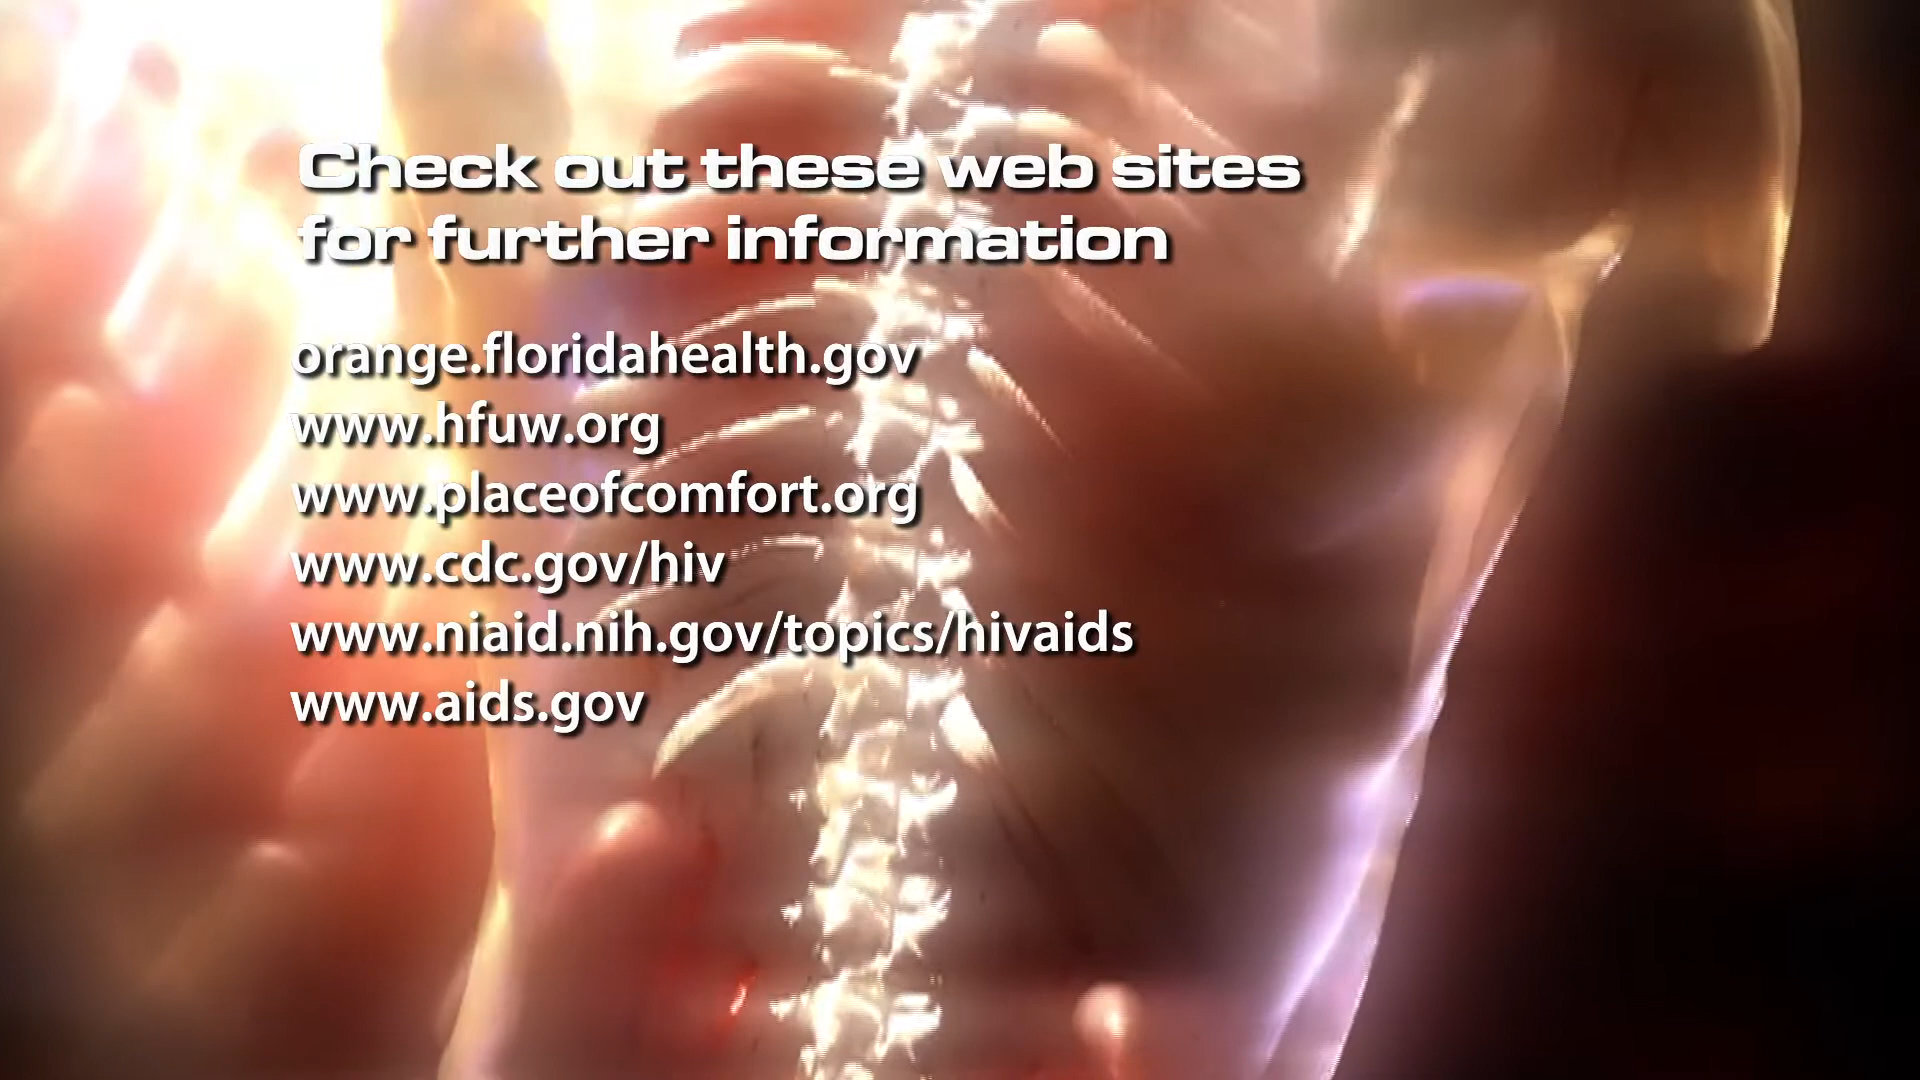 Check out these web sites
for further information
orange.floridahealth.gov
www.hfuw.org
www.placeofcomfort.org
www.cdc.gov/hiv
www.niaid.nih.gov/topics/hivaids
www.aids.gov